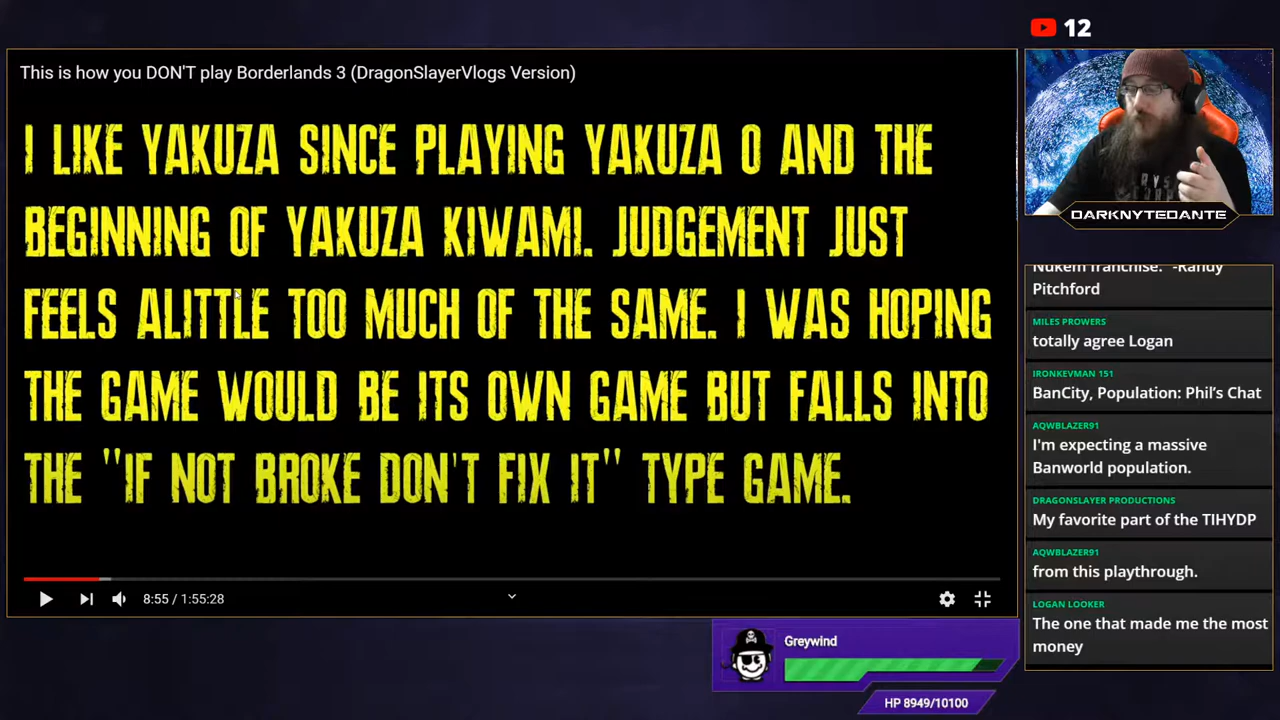 12
This is how you DON'T play Borderlands 3 (DragonSlayerVlogs Version)
I LIKE YAKUZA SINCE PLAYING YAKUZA 0 AND THE
BEGINNING OF YAKUZA KIWAMI. JUDGEMENT JUST
FEELS ALITTLE TOO MUCH OF THE SAME. I WAS HOPING
THE GAME WOULD BE ITS OWN GAME BUT FALLS INTO
THE "IF NOT BROKE DON'T FIX IT" TYPE GAME.
8:55 / 1:55:28
DARKNYTEDANTE
Nukem franchise." -Randy
Pitchford
MILES PROWERS
totally agree Logan
IRONKEVMAN 151
BanCity, Population: Phil's Chat
AQWBLAZER91
I'm expecting a massive
Banworld population.
DRAGONSLAYER PRODUCTIONS
My favorite part of the TIHYDP
AQWBLAZER91
from this playthrough.
LOGAN LOOKER
The one that made me the most
money
Greywind
HP 8949/10100